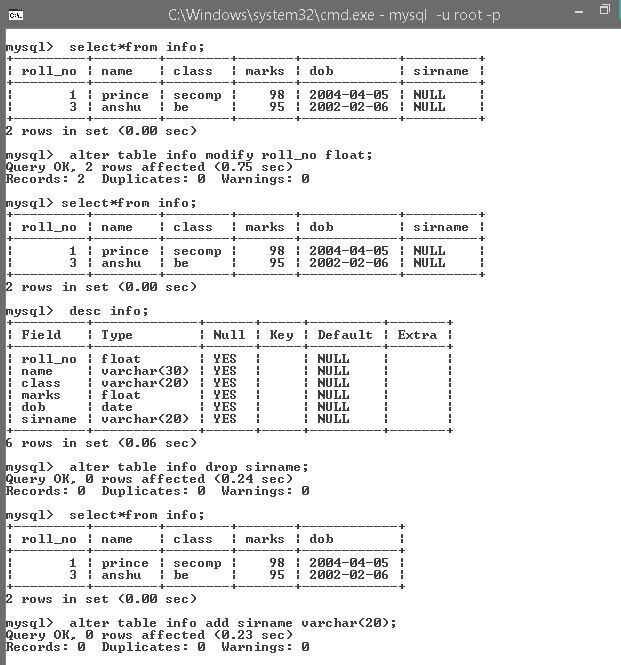 C:\Windows\system32\cmd.exe - mysql  -u root -p
mysql>  select*from info;
+---------+--------+--------+-------+------------+---------+
| roll_no | name   | class  | marks | dob        | sirname |
+---------+--------+--------+-------+------------+---------+
|       1 | prince | secomp |    98 | 2004-04-05 | NULL    |
|       3 | anshu  | be     |    95 | 2002-02-06 | NULL    |
+---------+--------+--------+-------+------------+---------+
2 rows in set (0.00 sec)
mysql>  alter table info modify roll_no float;
Query OK, 2 rows affected (0.75 sec)
Records: 2  Duplicates: 0  Warnings: 0
mysql> select*from info;
+---------+--------+--------+-------+------------+---------+
| roll_no | name   | class  | marks | dob        | sirname |
+---------+--------+--------+-------+------------+---------+
|       1 | prince | secomp |    98 | 2004-04-05 | NULL    |
|       3 | anshu  | be     |    95 | 2002-02-06 | NULL    |
+---------+--------+--------+-------+------------+---------+
2 rows in set (0.00 sec)
mysql>  desc info;
+---------+-------------+------+-----+---------+-------+
| Field   | Type        | Null | Key | Default | Extra |
+---------+-------------+------+-----+---------+-------+
| roll_no | float       | YES  |     | NULL    |       |
| name    | varchar(30) | YES  |     | NULL    |       |
| class   | varchar(20) | YES  |     | NULL    |       |
| marks   | float       | YES  |     | NULL    |       |
| dob     | date        | YES  |     | NULL    |       |
| sirname | varchar(20) | YES  |     | NULL    |       |
+---------+-------------+------+-----+---------+-------+
6 rows in set (0.06 sec)
mysql>  alter table info drop sirname;
Query OK, 0 rows affected (0.24 sec)
Records: 0  Duplicates: 0  Warnings: 0
mysql>  select*from info;
+---------+--------+--------+-------+------------+
| roll_no | name   | class  | marks | dob        |
+---------+--------+--------+-------+------------+
|       1 | prince | secomp |    98 | 2004-04-05 |
|       3 | anshu  | be     |    95 | 2002-02-06 |
+---------+--------+--------+-------+------------+
2 rows in set (0.00 sec)
mysql>  alter table info add sirname varchar(20);
Query OK, 0 rows affected (0.23 sec)
Records: 0  Duplicates: 0  Warnings: 0